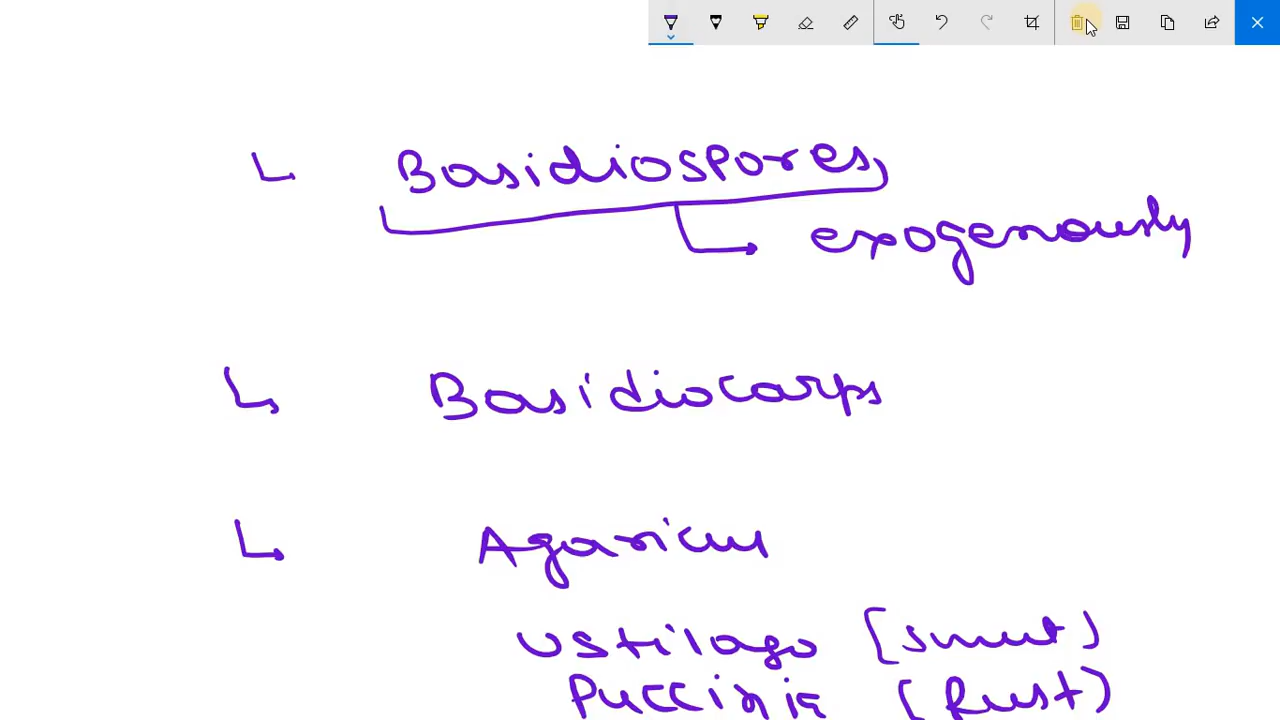 Basidiospores
exogenously
Basidiocarps
Agaricus
Ustilago [smut]
Puccinia (Rust)